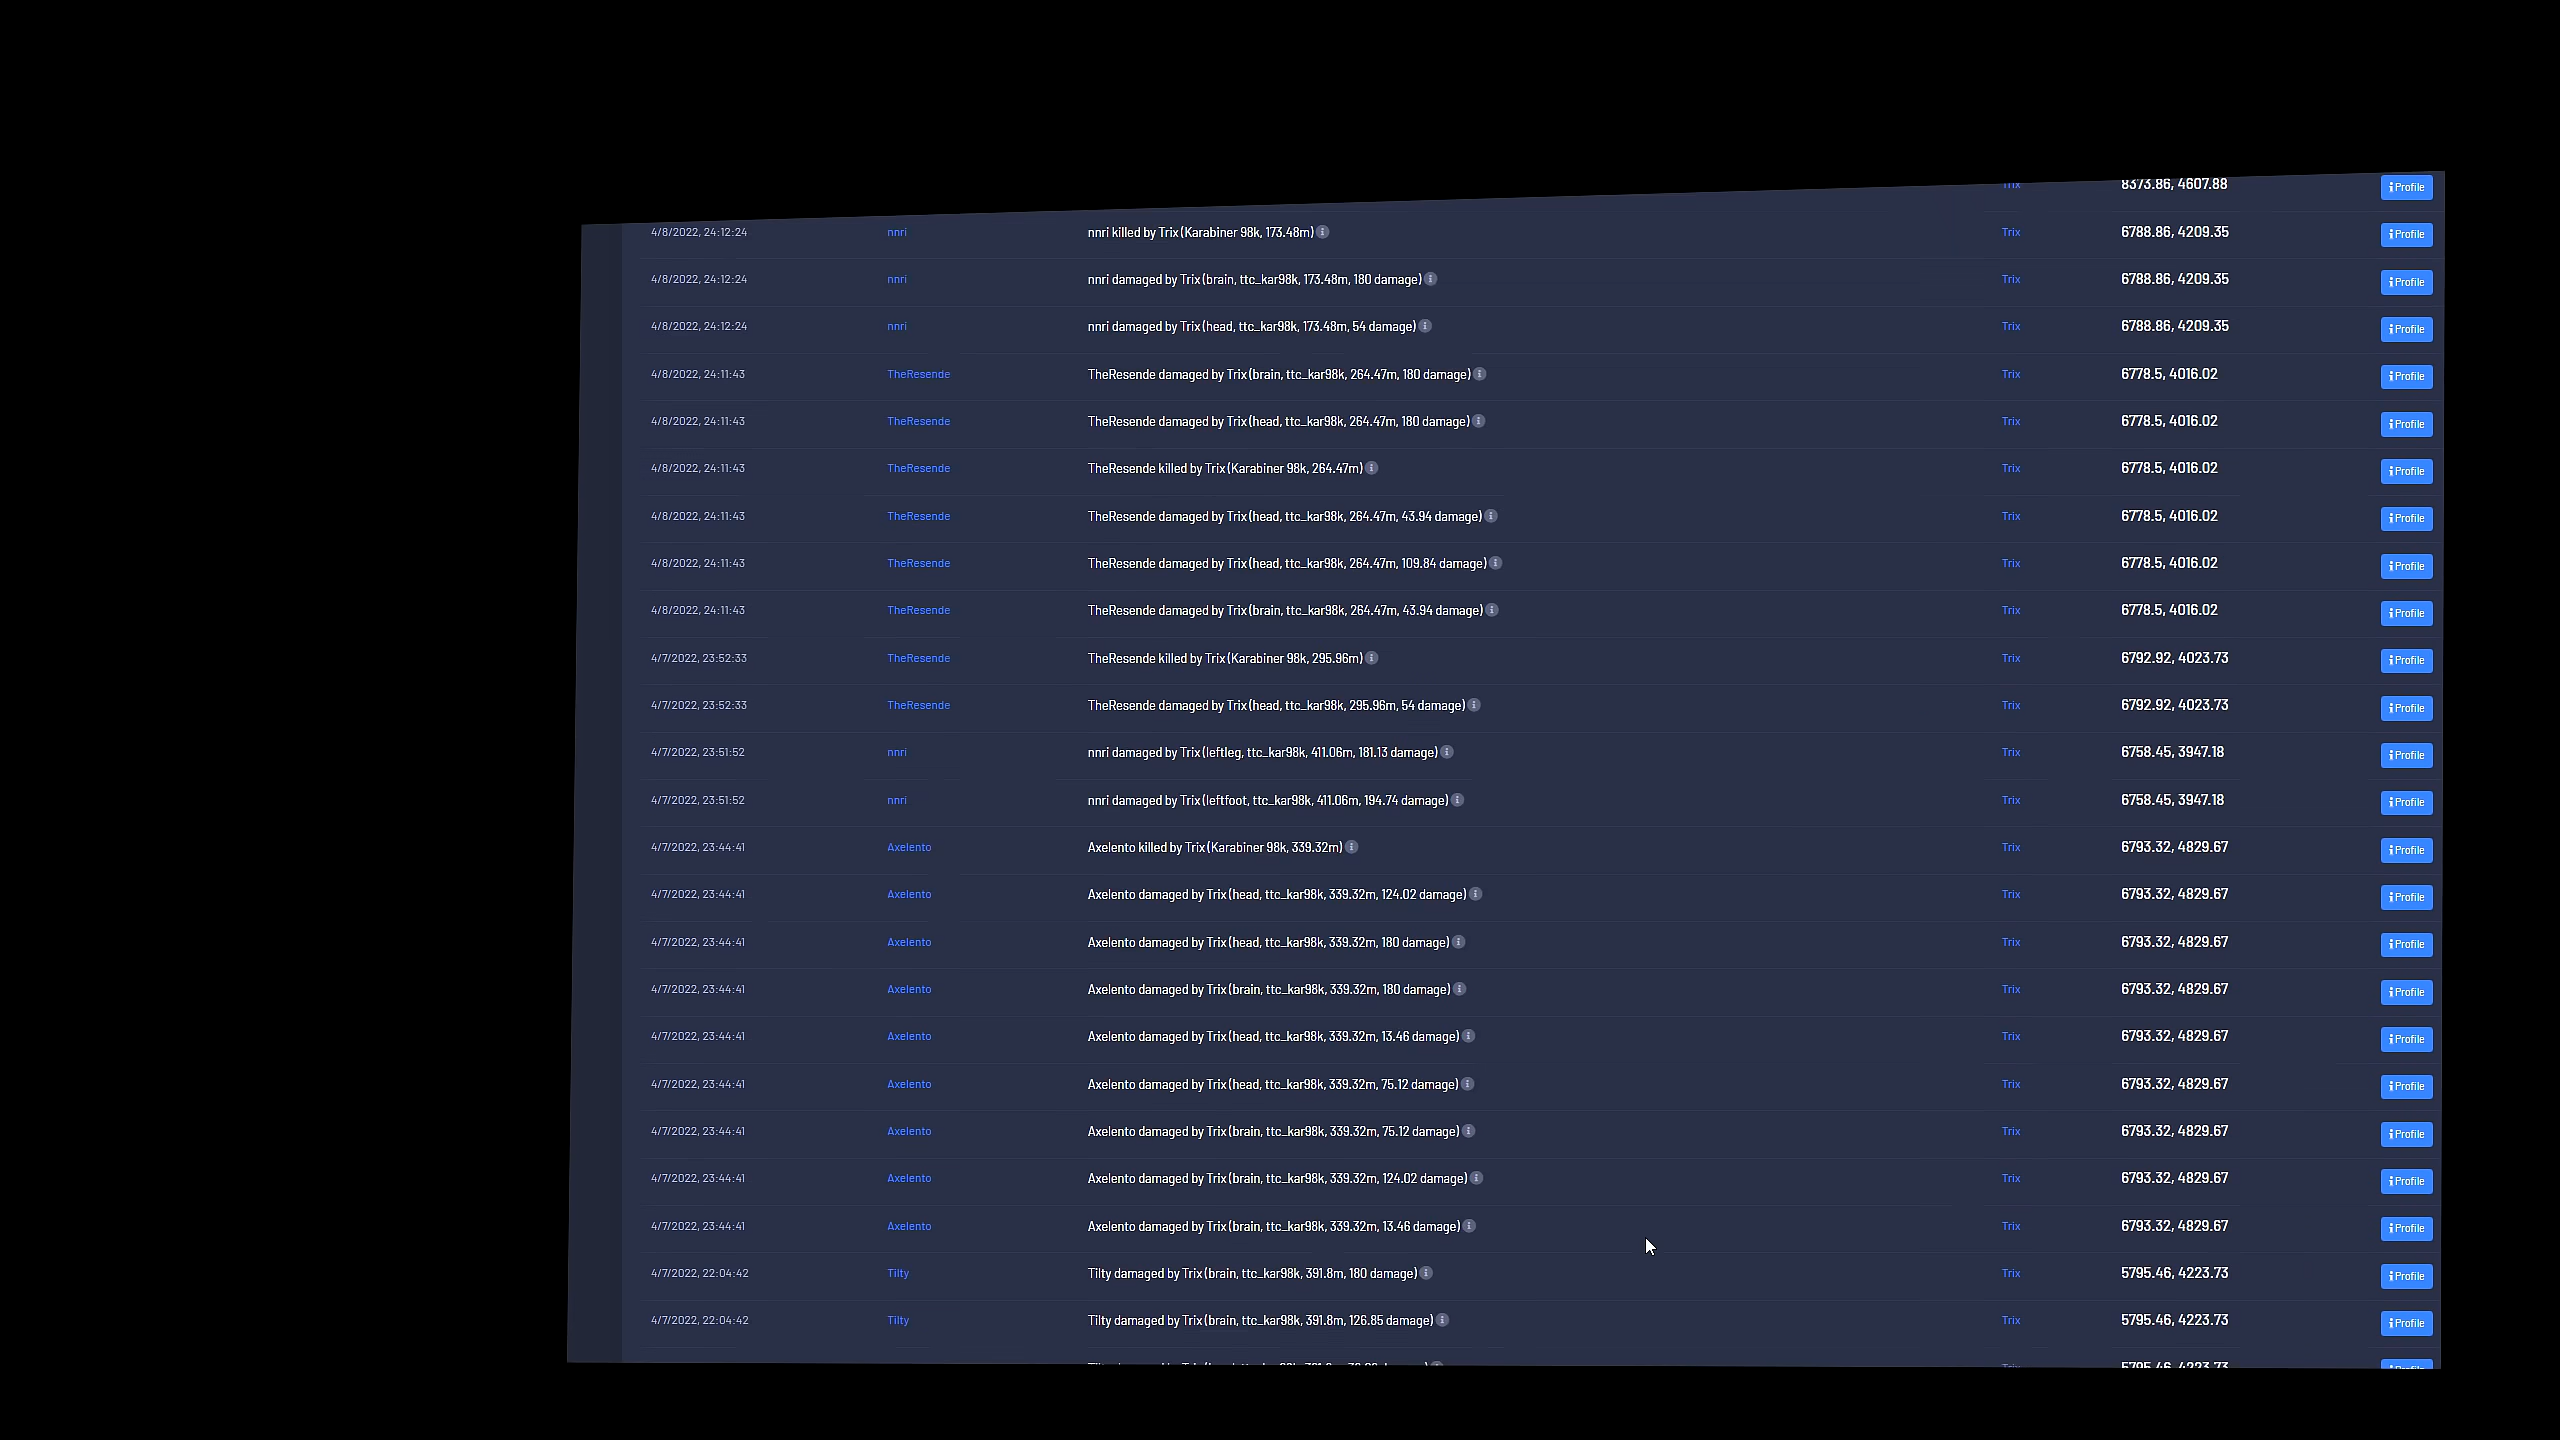 Trix 8373.86, 4607.88 Profile
4/8/2022, 24:12:24 nnri nnri killed by Trix (Karabiner 98k, 173.48m) Trix 6788.86, 4209.35 Profile
4/8/2022, 24:12:24 nnri nnri damaged by Trix (brain, ttc_kar98k, 173.48m, 180 damage) Trix 6788.86, 4209.35 Profile
4/8/2022, 24:12:24 nnri nnri damaged by Trix (head, ttc_kar98k, 173.48m, 54 damage) Trix 6788.86, 4209.35 Profile
4/8/2022, 24:11:43 TheResende TheResende damaged by Trix (brain, ttc_kar98k, 264.47m, 180 damage) Trix 6778.5, 4016.02 Profile
4/8/2022, 24:11:43 TheResende TheResende damaged by Trix (head, ttc_kar98k, 264.47m, 180 damage) Trix 6778.5, 4016.02 Profile
4/8/2022, 24:11:43 TheResende TheResende killed by Trix (Karabiner 98k, 264.47m) Trix 6778.5, 4016.02 Profile
4/8/2022, 24:11:43 TheResende TheResende damaged by Trix (head, ttc_kar98k, 264.47m, 43.94 damage) Trix 6778.5, 4016.02 Profile
4/8/2022, 24:11:43 TheResende TheResende damaged by Trix (head, ttc_kar98k, 264.47m, 109.84 damage) Trix 6778.5, 4016.02 Profile
4/8/2022, 24:11:43 TheResende TheResende damaged by Trix (brain, ttc_kar98k, 264.47m, 43.94 damage) Trix 6778.5, 4016.02 Profile
4/7/2022, 23:52:33 TheResende TheResende killed by Trix (Karabiner 98k, 295.96m) Trix 6792.92, 4023.73 Profile
4/7/2022, 23:52:33 TheResende TheResende damaged by Trix (head, ttc_kar98k, 295.96m, 54 damage) Trix 6792.92, 4023.73 Profile
4/7/2022, 23:51:52 nnri nnri damaged by Trix (leftleg, ttc_kar98k, 411.06m, 181.13 damage) Trix 6758.45, 3947.18 Profile
4/7/2022, 23:51:52 nnri nnri damaged by Trix (leftfoot, ttc_kar98k, 411.06m, 194.74 damage) Trix 6758.45, 3947.18 Profile
4/7/2022, 23:44:41 Axelento Axelento killed by Trix (Karabiner 98k, 339.32m) Trix 6793.32, 4829.67 Profile
4/7/2022, 23:44:41 Axelento Axelento damaged by Trix (head, ttc_kar98k, 339.32m, 124.02 damage) Trix 6793.32, 4829.67 Profile
4/7/2022, 23:44:41 Axelento Axelento damaged by Trix (head, ttc_kar98k, 339.32m, 180 damage) Trix 6793.32, 4829.67 Profile
4/7/2022, 23:44:41 Axelento Axelento damaged by Trix (brain, ttc_kar98k, 339.32m, 180 damage) Trix 6793.32, 4829.67 Profile
4/7/2022, 23:44:41 Axelento Axelento damaged by Trix (head, ttc_kar98k, 339.32m, 13.46 damage) Trix 6793.32, 4829.67 Profile
4/7/2022, 23:44:41 Axelento Axelento damaged by Trix (head, ttc_kar98k, 339.32m, 75.12 damage) Trix 6793.32, 4829.67 Profile
4/7/2022, 23:44:41 Axelento Axelento damaged by Trix (brain, ttc_kar98k, 339.32m, 75.12 damage) Trix 6793.32, 4829.67 Profile
4/7/2022, 23:44:41 Axelento Axelento damaged by Trix (brain, ttc_kar98k, 339.32m, 124.02 damage) Trix 6793.32, 4829.67 Profile
4/7/2022, 23:44:41 Axelento Axelento damaged by Trix (brain, ttc_kar98k, 339.32m, 13.46 damage) Trix 6793.32, 4829.67 Profile
4/7/2022, 22:04:42 Tilty Tilty damaged by Trix (brain, ttc_kar98k, 391.8m, 180 damage) Trix 5795.46, 4223.73 Profile
4/7/2022, 22:04:42 Tilty Tilty damaged by Trix (brain, ttc_kar98k, 391.8m, 126.85 damage) Trix 5795.46, 4223.73 Profile
5795.46, 4223.73